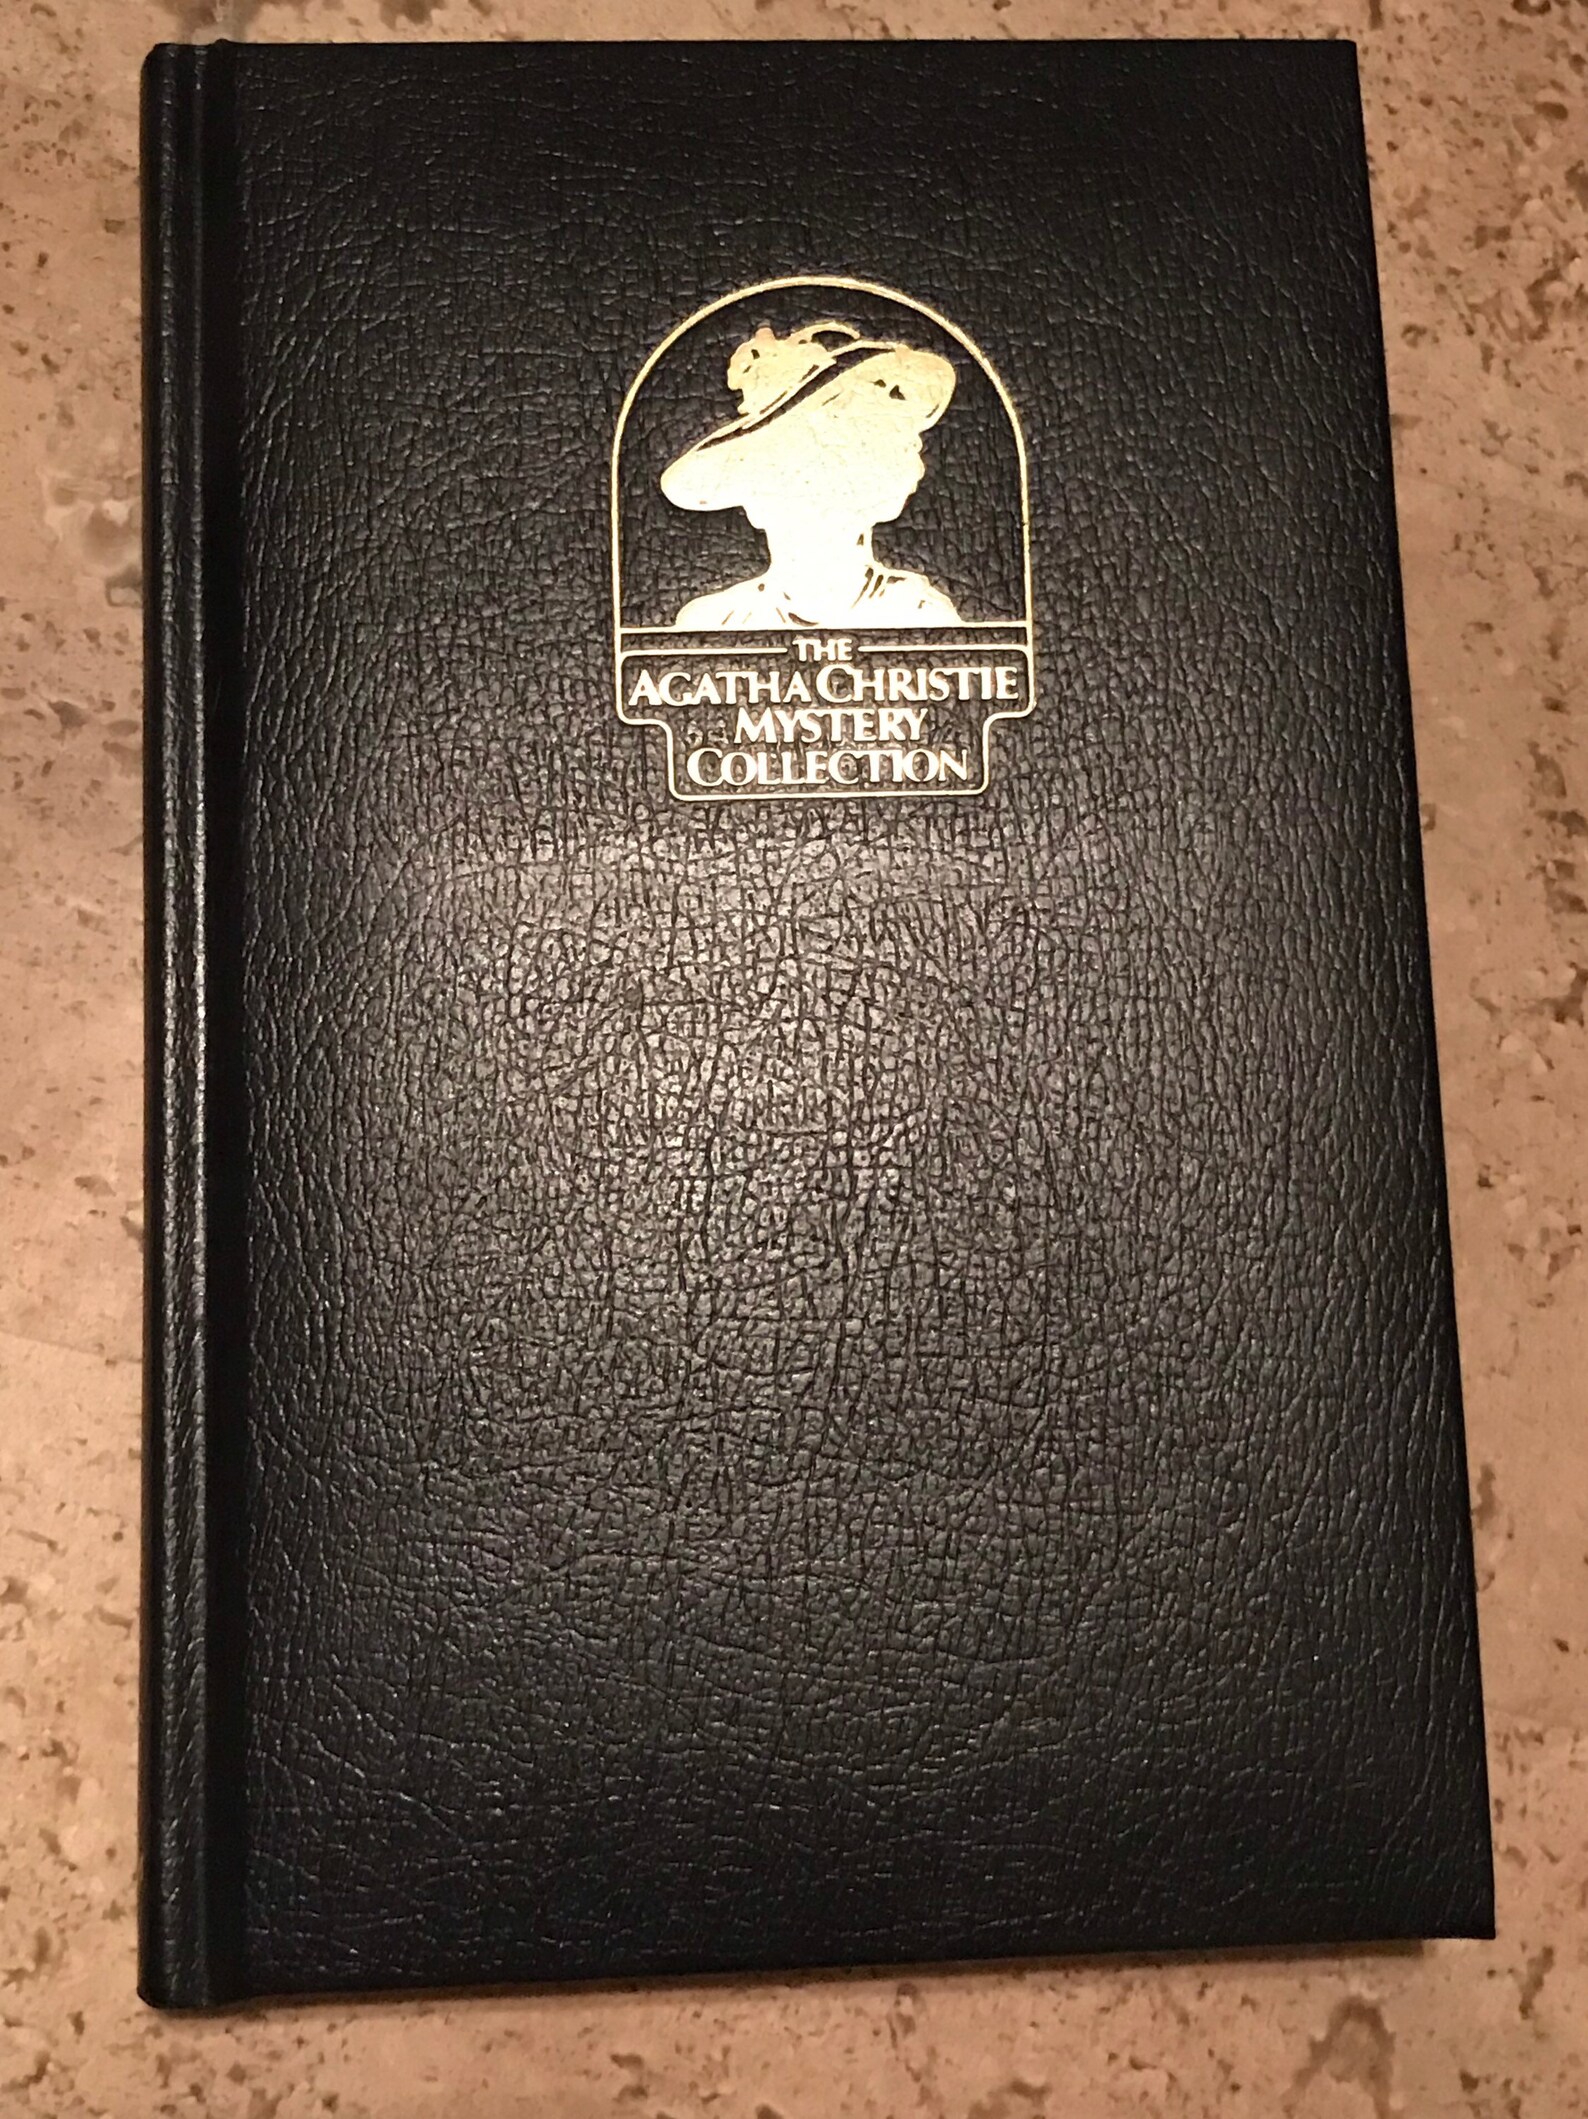 THE
AGATHA CHRISTIE
MYSTERY
COLLECTION